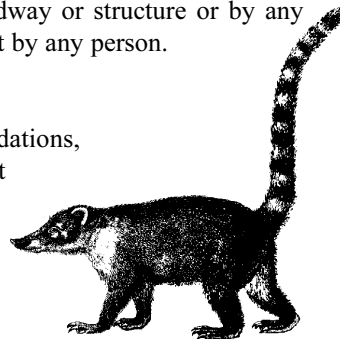 dway or structure or by any
t by any person.
dations,
t